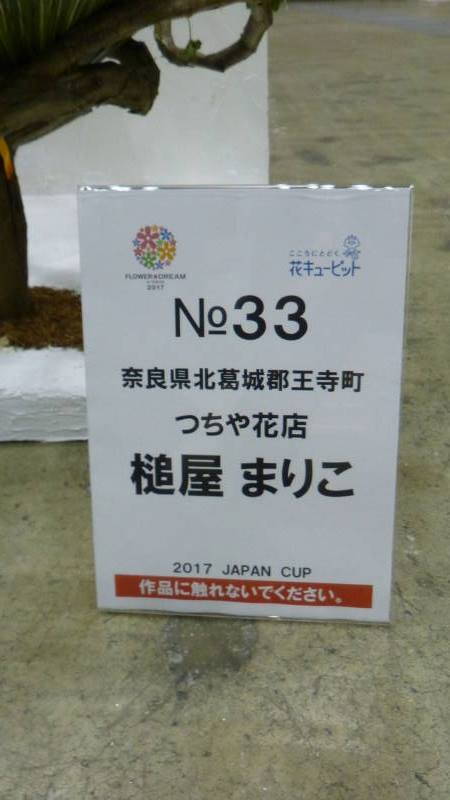 FLOWER DREAM
2017
こころにとどく
花キューピット
№33
奈良県北葛城郡王寺町
つちや花店
槌屋 まりこ
2017 JAPAN CUP
作品に触れないでください。